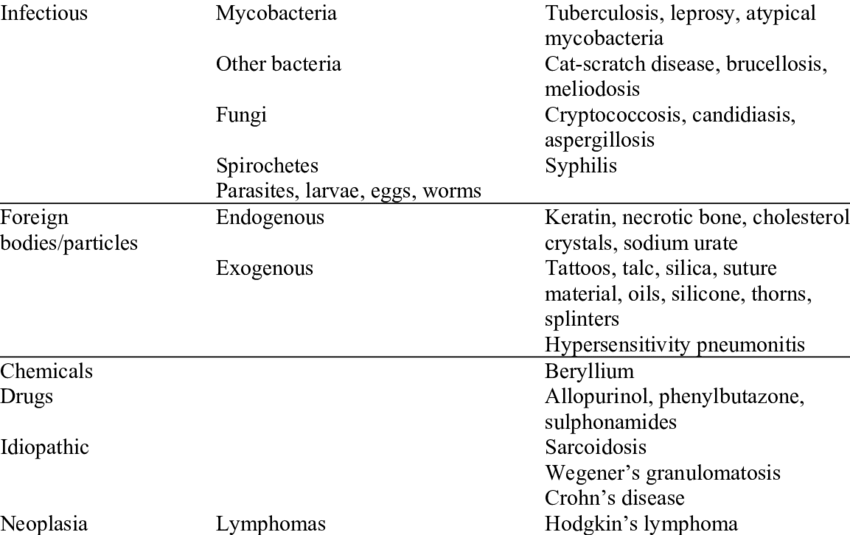 Infectious Mycobacteria Tuberculosis, leprosy, atypical
mycobacteria
Other bacteria Cat-scratch disease, brucellosis,
meliodosis
Fungi Cryptococcosis, candidiasis,
aspergillosis
Spirochetes Syphilis
Parasites, larvae, eggs, worms
Foreign Endogenous Keratin, necrotic bone, cholesterol
bodies/particles crystals, sodium urate
Exogenous Tattoos, talc, silica, suture
material, oils, silicone, thorns,
splinters
Hypersensitivity pneumonitis
Chemicals Beryllium
Drugs Allopurinol, phenylbutazone,
sulphonamides
Idiopathic Sarcoidosis
Wegener’s granulomatosis
Crohn’s disease
Neoplasia Lymphomas Hodgkin’s lymphoma